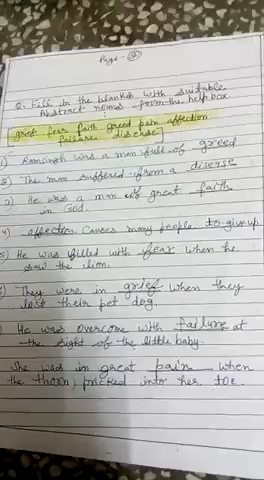 Page - 2
Q. Fill in the blanks with suitable
Abstract nouns from the help box
:
grief fear faith greed pain affection
failure disease]
1) Ramsingh was a man full of greed
2) The man suffered from a disease
3) He was a man of great faith
in God.
4) affection causes many people to give up.
5) He was filled with fear when he
saw the lion.
6) They were in grief when they
lost their pet dog.
He was overcome with failure at
the sight of the little baby.
She was in great pain when
the thorn pricked into her toe.